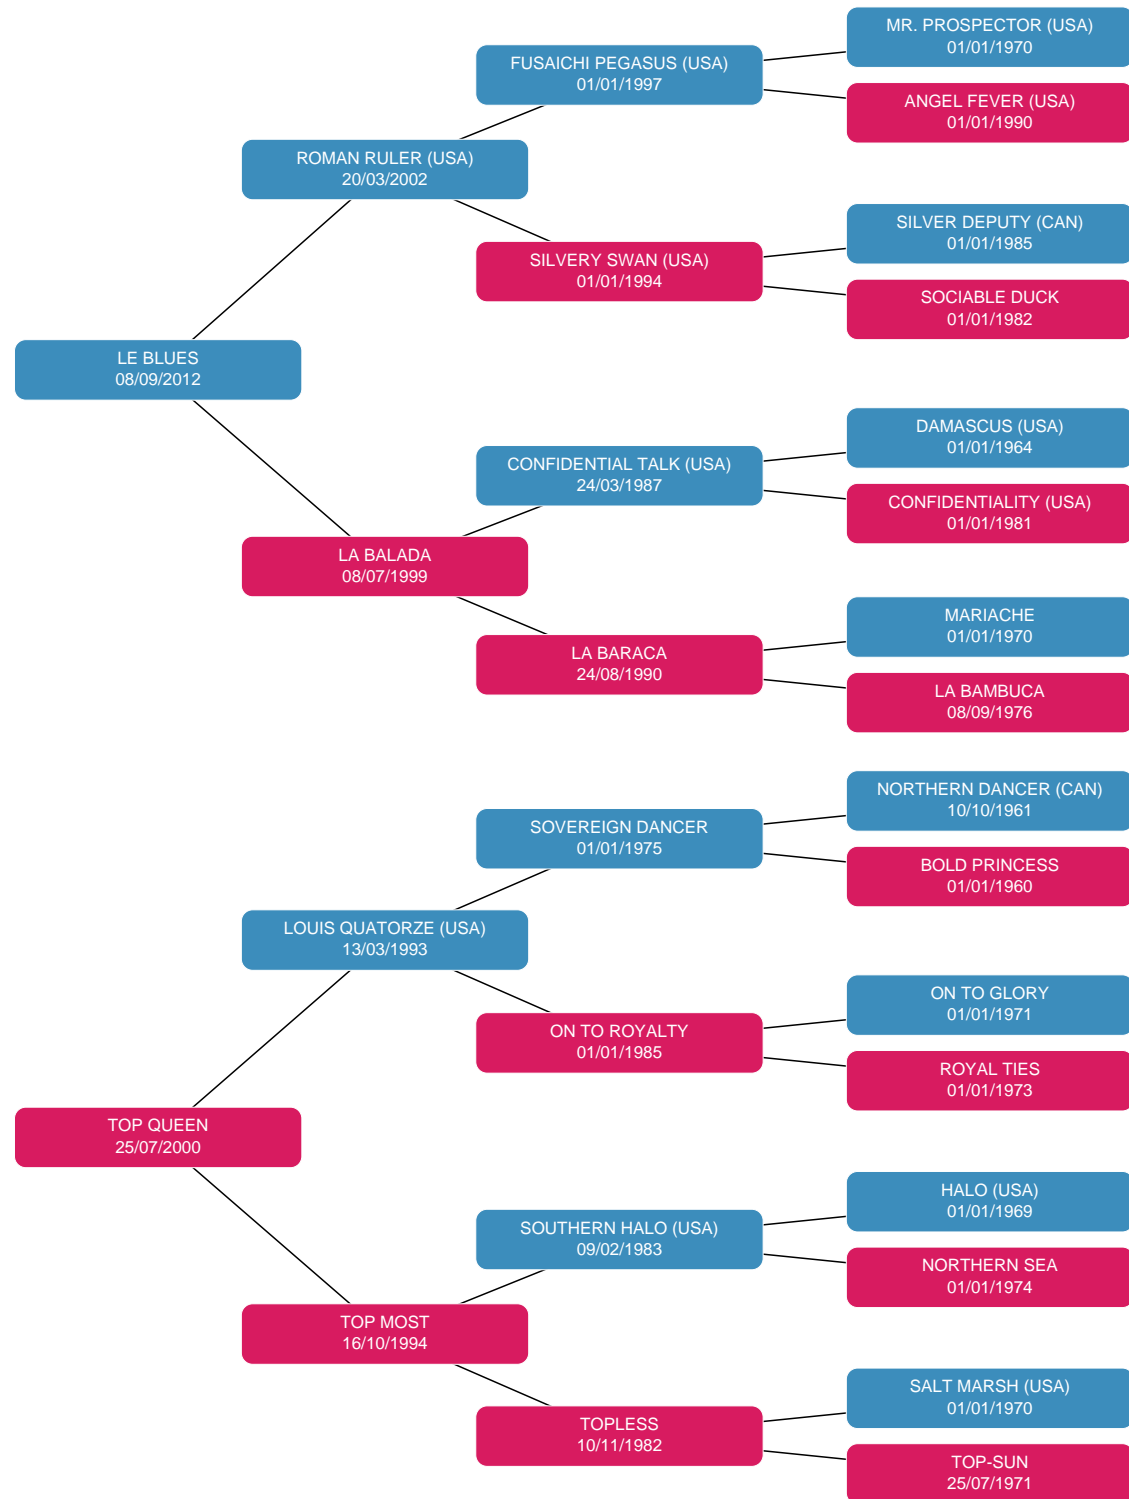 MR. PROSPECTOR (USA)
01/01/1970
FUSAICHI PEGASUS (USA)
01/01/1997
ANGEL FEVER (USA)
01/01/1990
ROMAN RULER (USA)
20/03/2002
SILVER DEPUTY (CAN)
01/01/1985
SILVERY SWAN (USA)
01/01/1994
SOCIABLE DUCK
01/01/1982
LE BLUES
08/09/2012
DAMASCUS (USA)
01/01/1964
CONFIDENTIAL TALK (USA)
24/03/1987
CONFIDENTIALITY (USA)
01/01/1981
LA BALADA
08/07/1999
MARIACHE
01/01/1970
LA BARACA
24/08/1990
LA BAMBUCA
08/09/1976
NORTHERN DANCER (CAN)
10/10/1961
SOVEREIGN DANCER
01/01/1975
BOLD PRINCESS
01/01/1960
LOUIS QUATORZE (USA)
13/03/1993
ON TO GLORY
01/01/1971
ON TO ROYALTY
01/01/1985
ROYAL TIES
01/01/1973
TOP QUEEN
25/07/2000
HALO (USA)
01/01/1969
SOUTHERN HALO (USA)
09/02/1983
NORTHERN SEA
01/01/1974
TOP MOST
16/10/1994
SALT MARSH (USA)
01/01/1970
TOPLESS
10/11/1982
TOP-SUN
25/07/1971